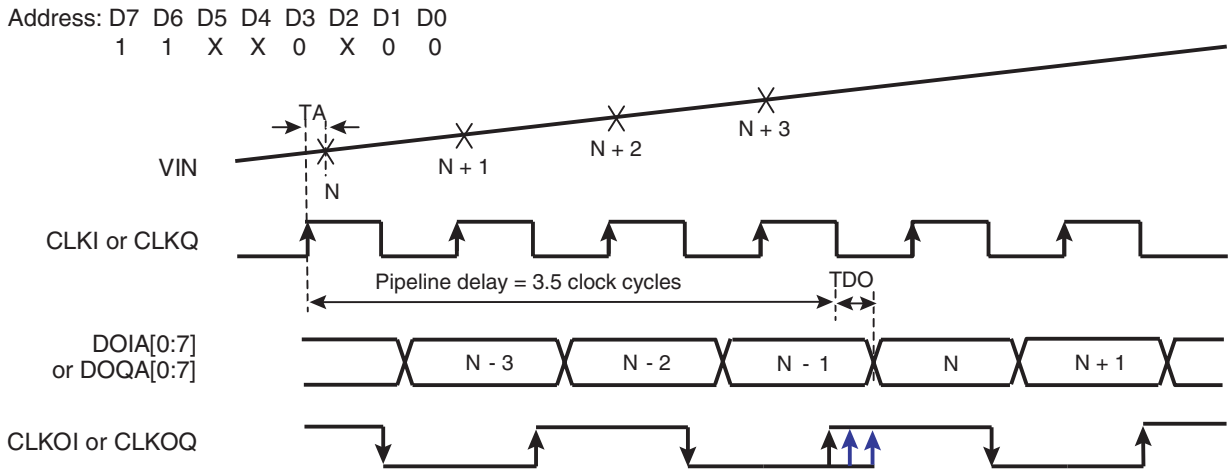 Address: D7 D6 D5 D4 D3 D2 D1 D0
1 1 X X 0 X 0 0
TA
VIN
N
N + 1
N + 2
N + 3
CLKI or CLKQ
Pipeline delay = 3.5 clock cycles
TDO
DOIA[0:7]
or DOQA[0:7]
N - 3
N - 2
N - 1
N
N + 1
CLKOI or CLKOQ